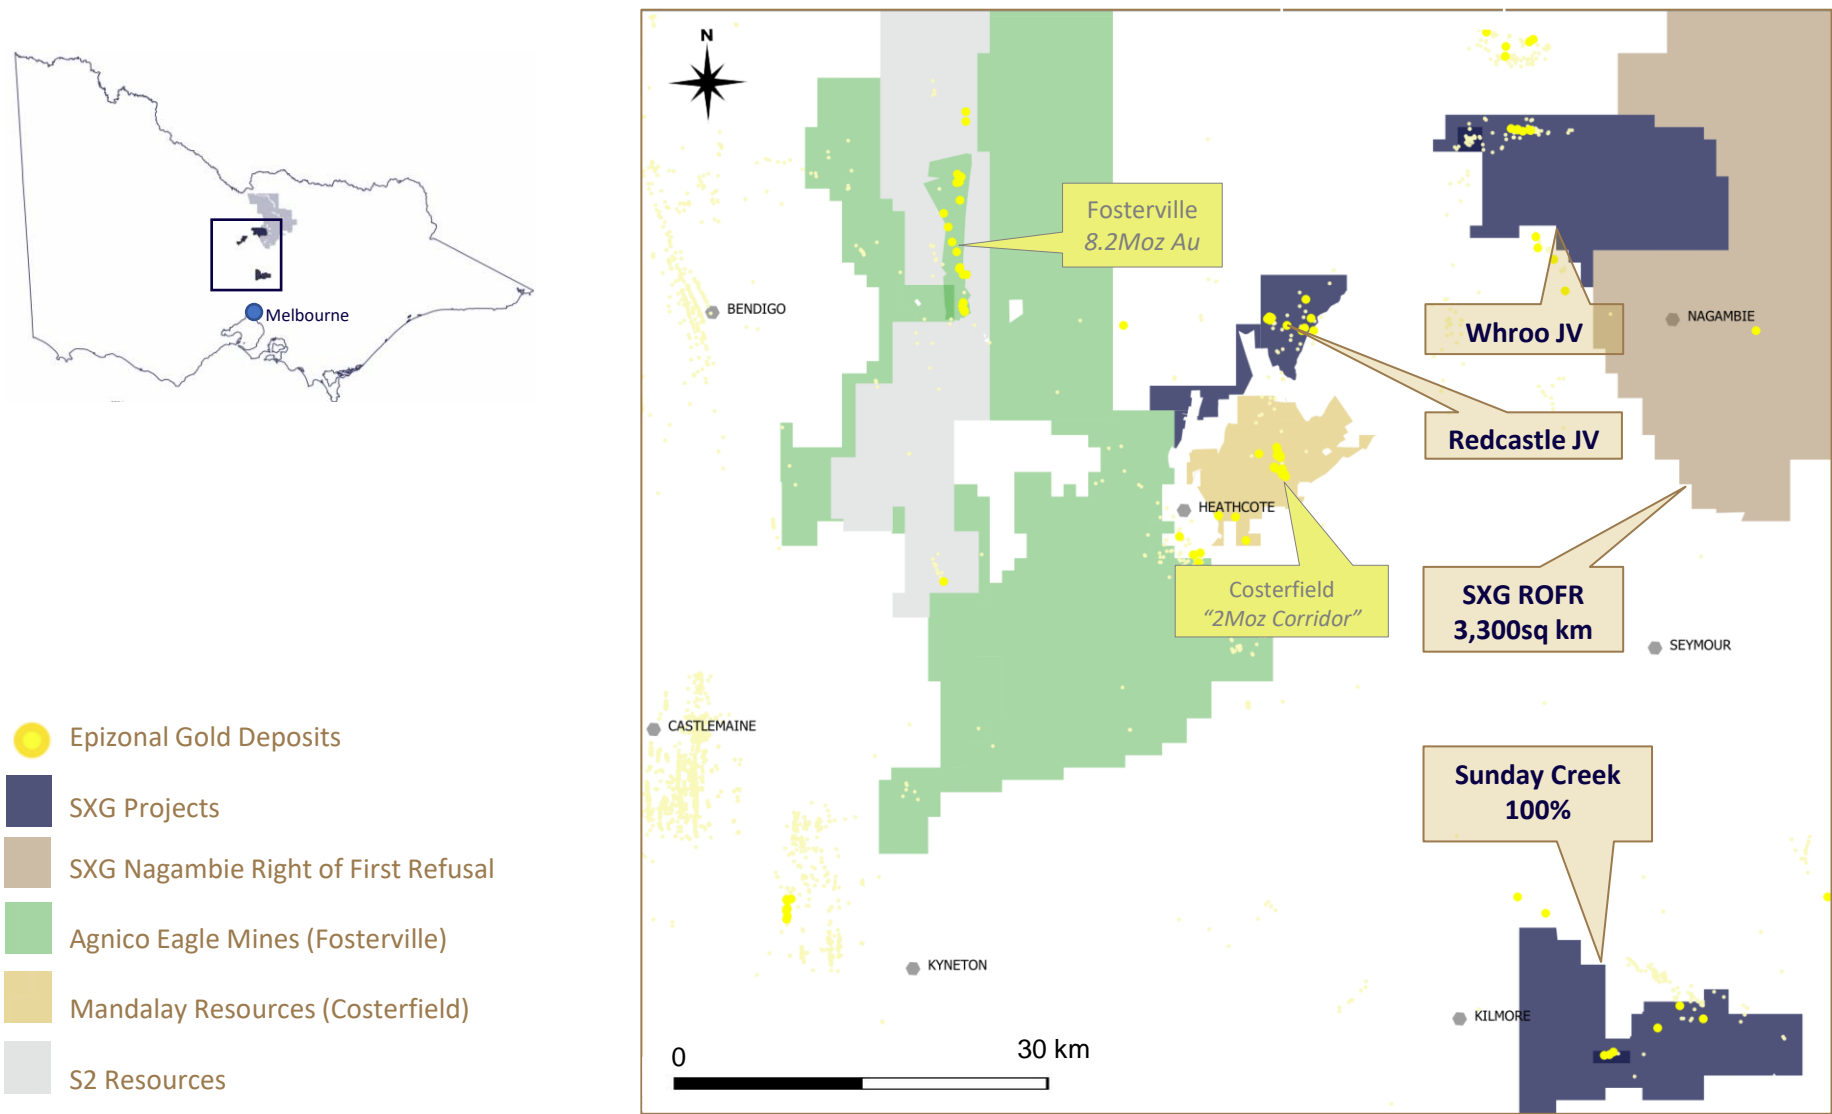 Melbourne
Epizonal Gold Deposits
SXG Projects
SXG Nagambie Right of First Refusal
Agnico Eagle Mines (Fosterville)
Mandalay Resources (Costerfield)
S2 Resources
N
Fosterville
8.2Moz Au
BENDIGO
Whroo JV
NAGAMBIE
Redcastle JV
HEATHCOTE
Costerfield
“2Moz Corridor”
SXG ROFR
3,300sq km
SEYMOUR
CASTLEMAINE
Sunday Creek
100%
KYNETON
KILMORE
0
30 km